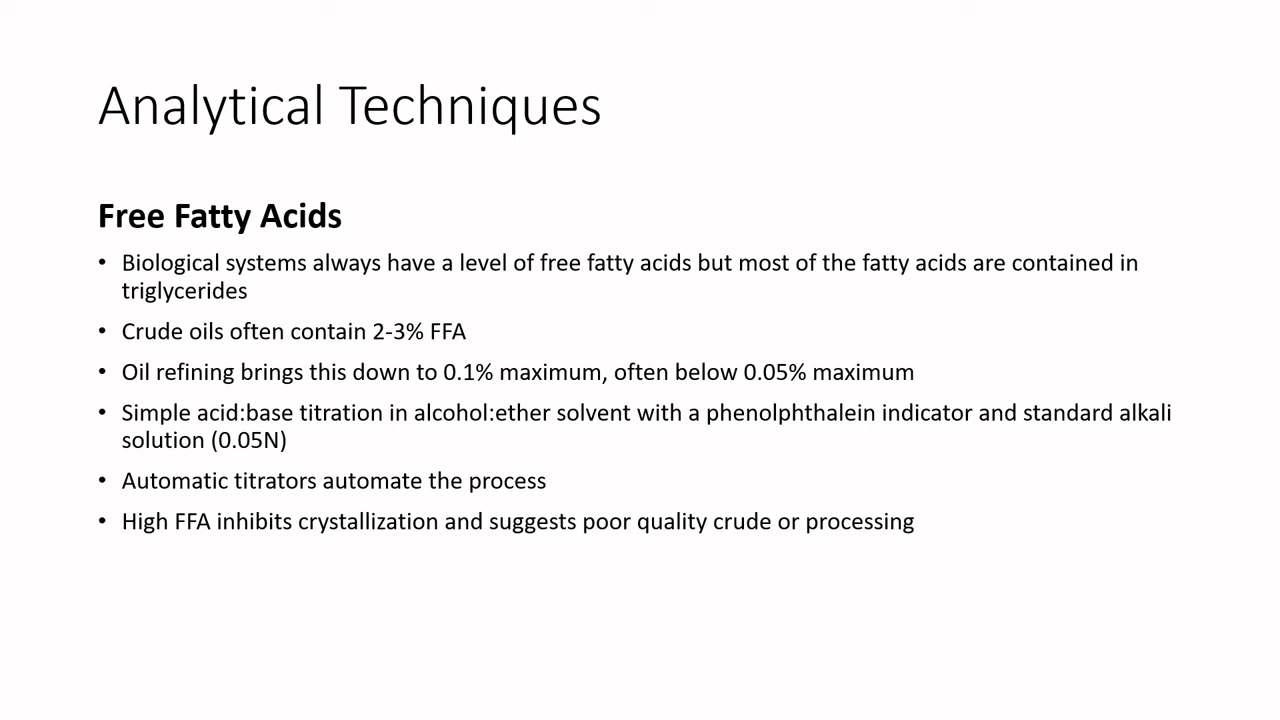 Analytical Techniques
Free Fatty Acids
• Biological systems always have a level of free fatty acids but most of the fatty acids are contained in
triglycerides
• Crude oils often contain 2-3% FFA
• Oil refining brings this down to 0.1% maximum, often below 0.05% maximum
• Simple acid:base titration in alcohol:ether solvent with a phenolphthalein indicator and standard alkali
solution (0.05N)
• Automatic titrators automate the process
• High FFA inhibits crystallization and suggests poor quality crude or processing